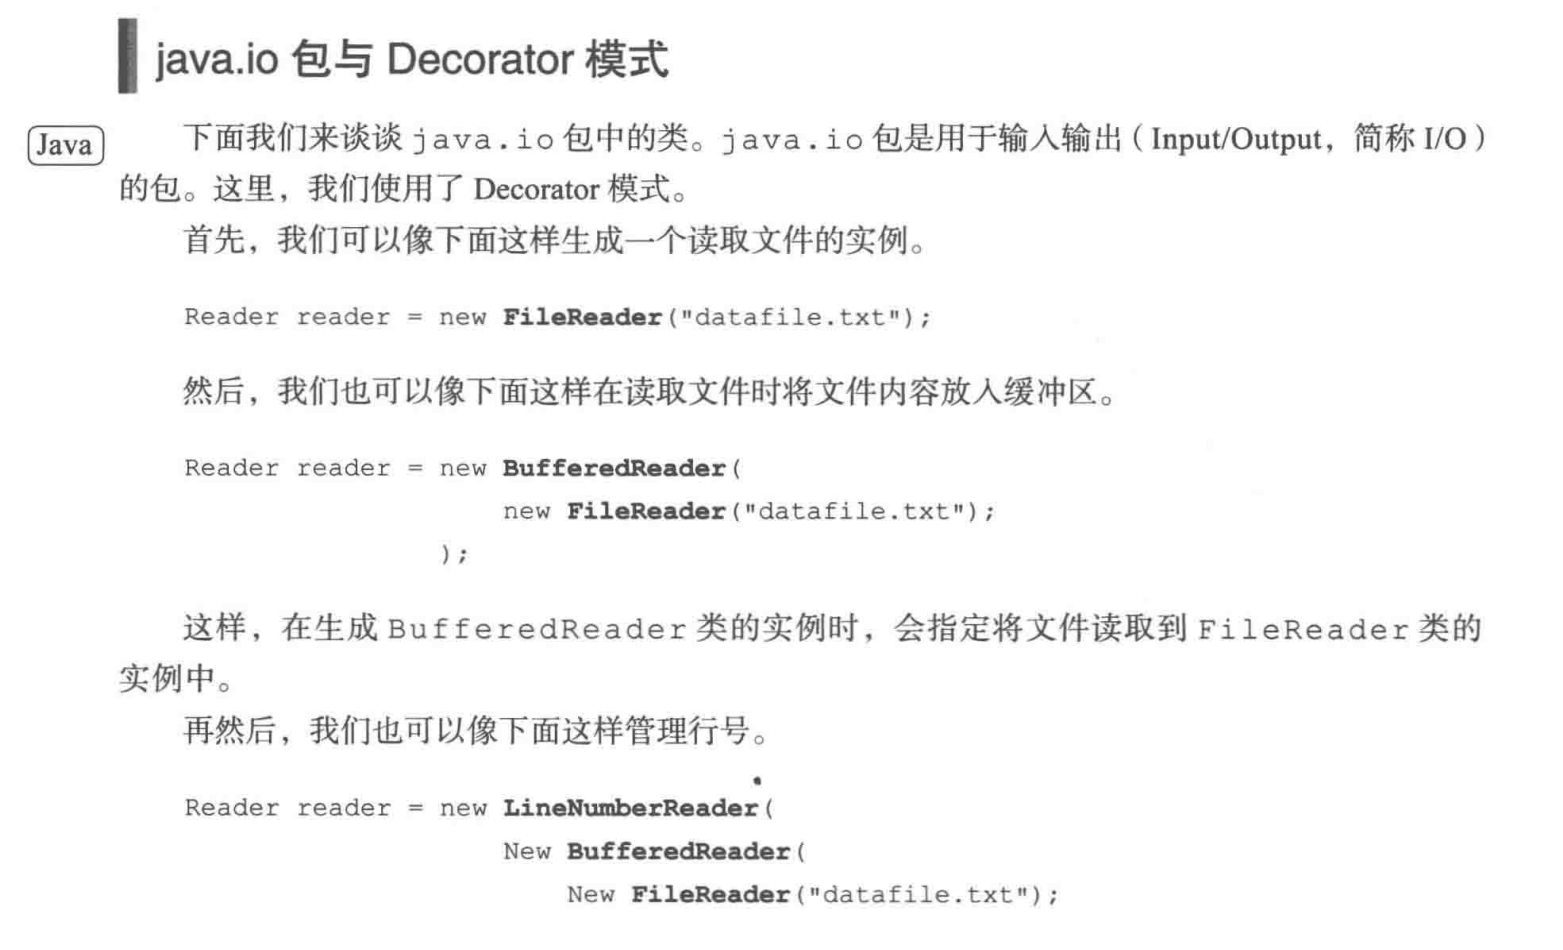 java.io 包与 Decorator 模式
Java
下面我们来谈谈 java.io 包中的类。java.io 包是用于输入输出（Input/Output，简称 I/O）
的包。这里，我们使用了 Decorator 模式。
首先，我们可以像下面这样生成一个读取文件的实例。
Reader reader = new FileReader("datafile.txt");
然后，我们也可以像下面这样在读取文件时将文件内容放入缓冲区。
Reader reader = new BufferedReader(
new FileReader("datafile.txt");
);
这样，在生成 BufferedReader 类的实例时，会指定将文件读取到 FileReader 类的
实例中。
再然后，我们也可以像下面这样管理行号。
Reader reader = new LineNumberReader(
New BufferedReader(
New FileReader("datafile.txt");